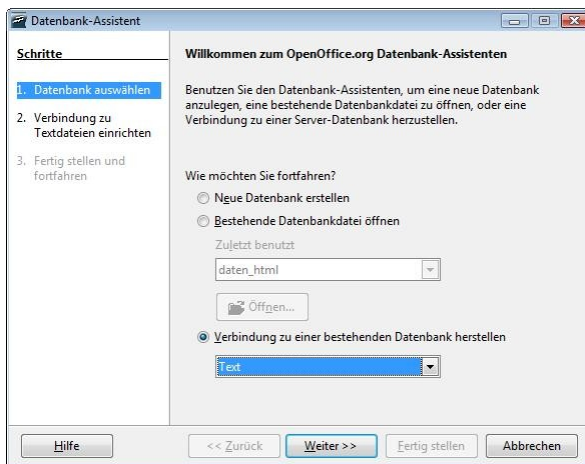 Datenbank-Assistent
Schritte
1. Datenbank auswählen
2. Verbindung zu
Textdateien einrichten
3. Fertig stellen und
fortfahren
Willkommen zum OpenOffice.org Datenbank-Assistenten
Benutzen Sie den Datenbank-Assistenten, um eine neue Datenbank
anzulegen, eine bestehende Datenbankdatei zu öffnen, oder eine
Verbindung zu einer Server-Datenbank herzustellen.
Wie möchten Sie fortfahren?
Neue Datenbank erstellen
Bestehende Datenbankdatei öffnen
Zuletzt benutzt
daten_html
Öffnen...
Verbindung zu einer bestehenden Datenbank herstellen
Text
Hilfe
<< Zurück
Weiter >>
Fertig stellen
Abbrechen